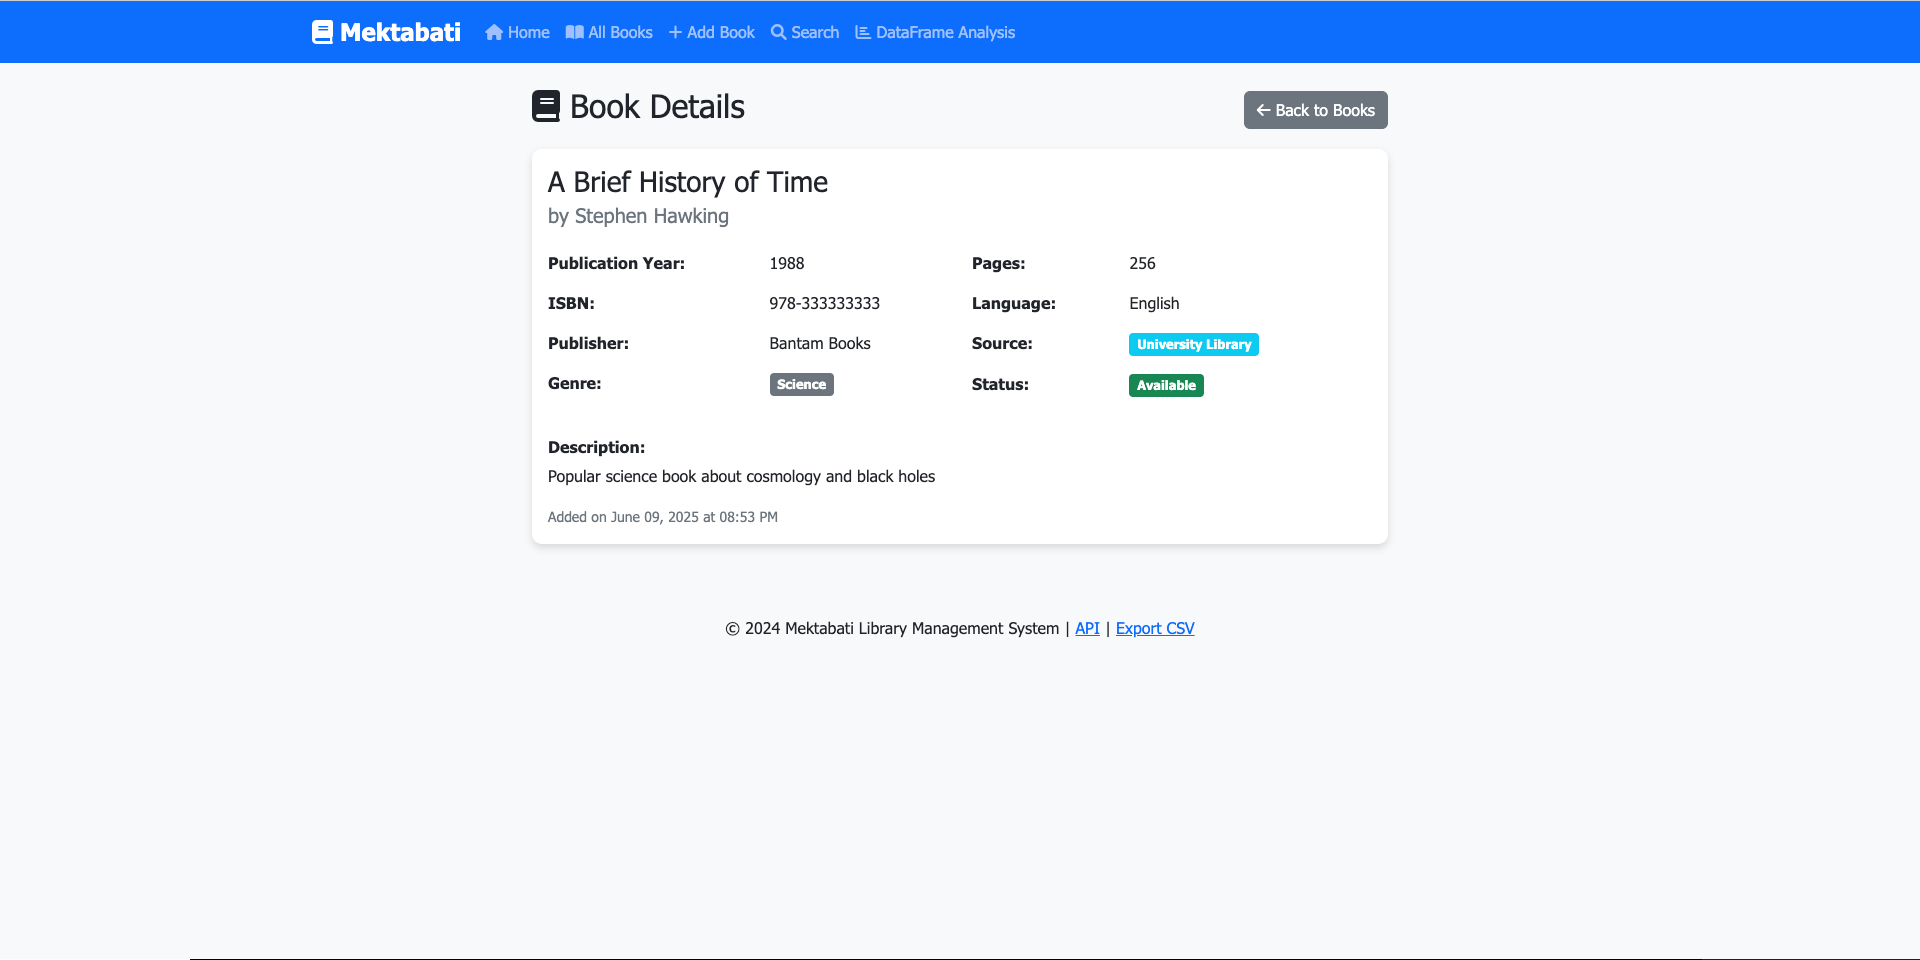 Mektabati Home All Books Add Book Search DataFrame Analysis
Book Details
Back to Books
A Brief History of Time
by Stephen Hawking
Publication Year: 1988 Pages: 256
ISBN: 978-333333333 Language: English
Publisher: Bantam Books Source: University Library
Genre: Science Status: Available
Description:
Popular science book about cosmology and black holes
Added on June 09, 2025 at 08:53 PM
© 2024 Mektabati Library Management System | API | Export CSV